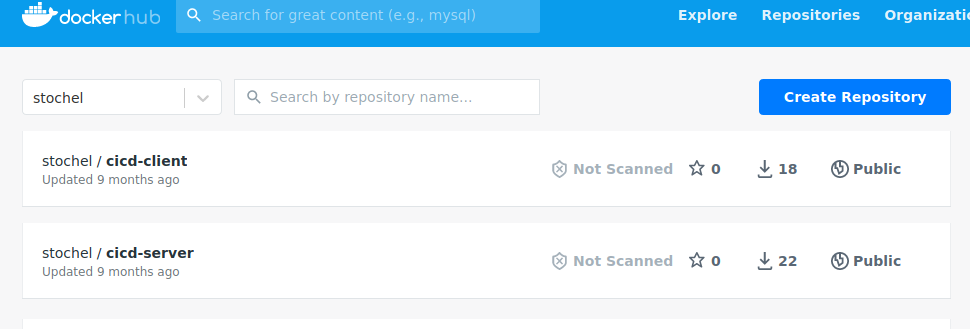 docker hub
Search for great content (e.g., mysql)
Explore
Repositories
Organizatio
stochel
Search by repository name...
Create Repository
stochel / cicd-client
Updated 9 months ago
Not Scanned
0
18
Public
stochel / cicd-server
Updated 9 months ago
Not Scanned
0
22
Public